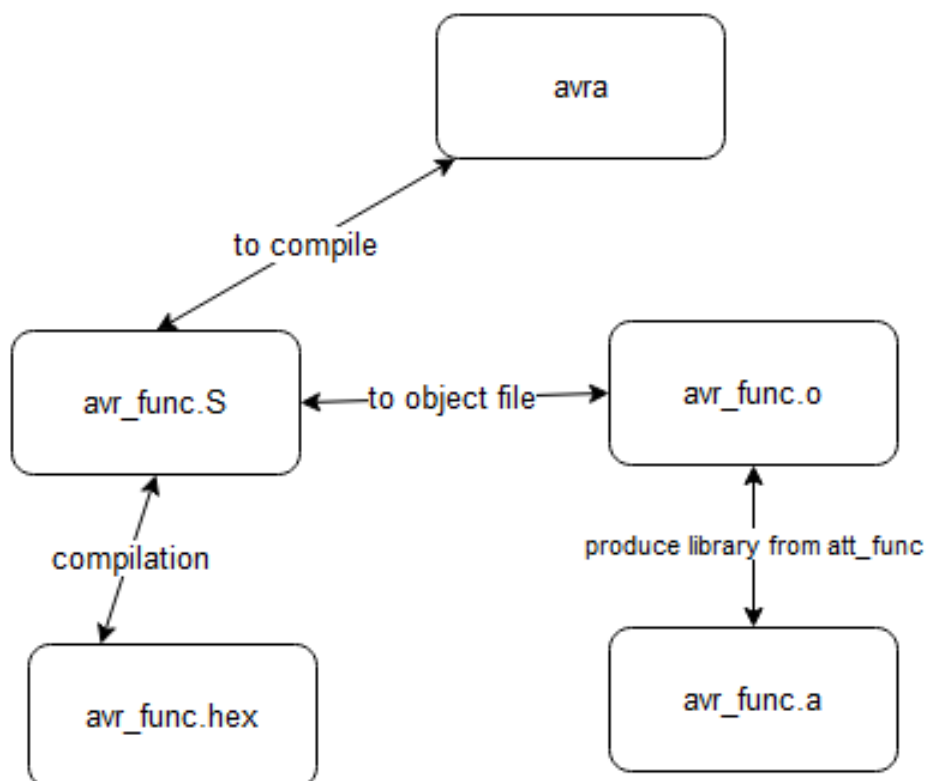 avra
to compile
avr_func.S
to object file
avr_func.o
compilation
produce library from att_func
avr_func.hex
avr_func.a